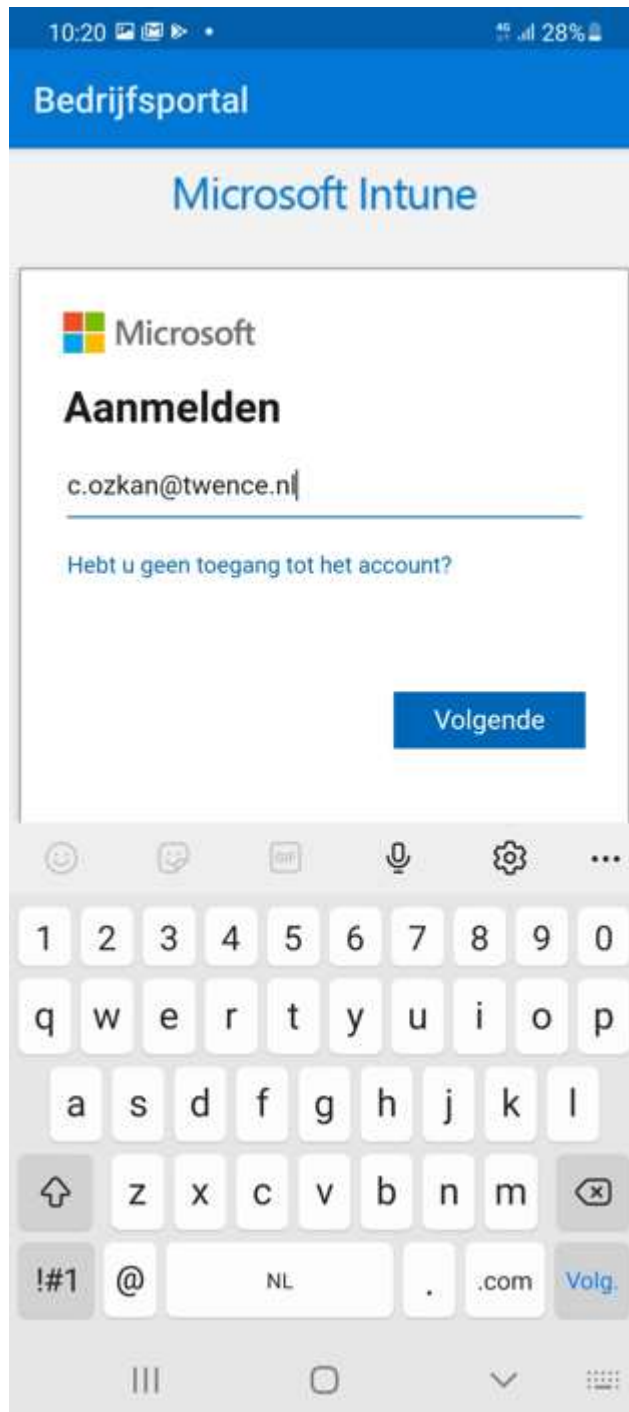 10:20 28%
Bedrijfsportal
Microsoft Intune
Microsoft
Aanmelden
c.ozkan@twence.nl
Hebt u geen toegang tot het account?
Volgende
GIF
1 2 3 4 5 6 7 8 9 0
q w e r t y u i o p
a s d f g h j k l
z x c v b n m
!#1 @ NL . .com Volg.